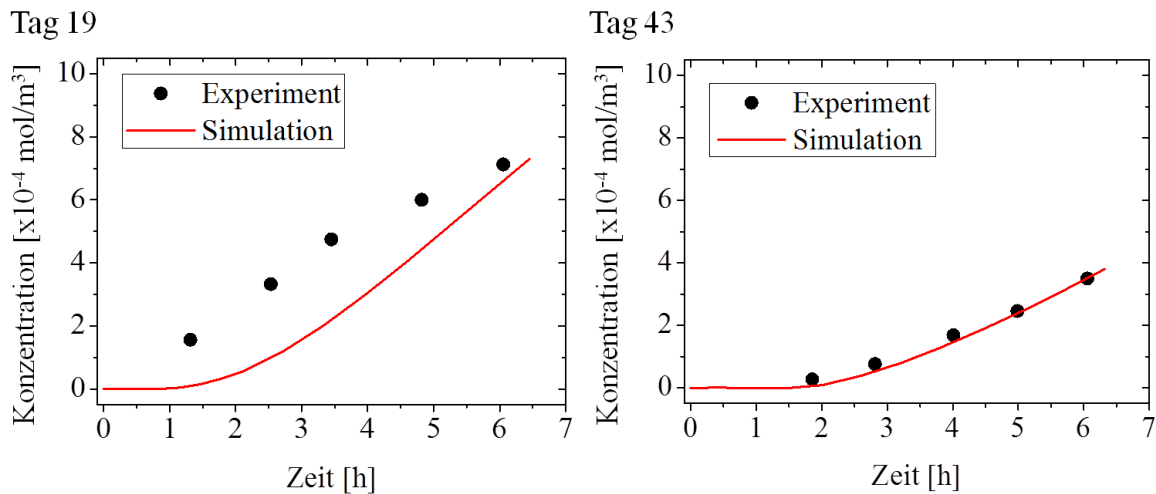 Tag 19
Konzentration [x10⁻⁴ mol/m³]
10
8
6
4
2
0
Experiment
Simulation
0 1 2 3 4 5 6 7
Zeit [h]
Tag 43
Konzentration [x10⁻⁴ mol/m³]
10
8
6
4
2
0
Experiment
Simulation
0 1 2 3 4 5 6 7
Zeit [h]